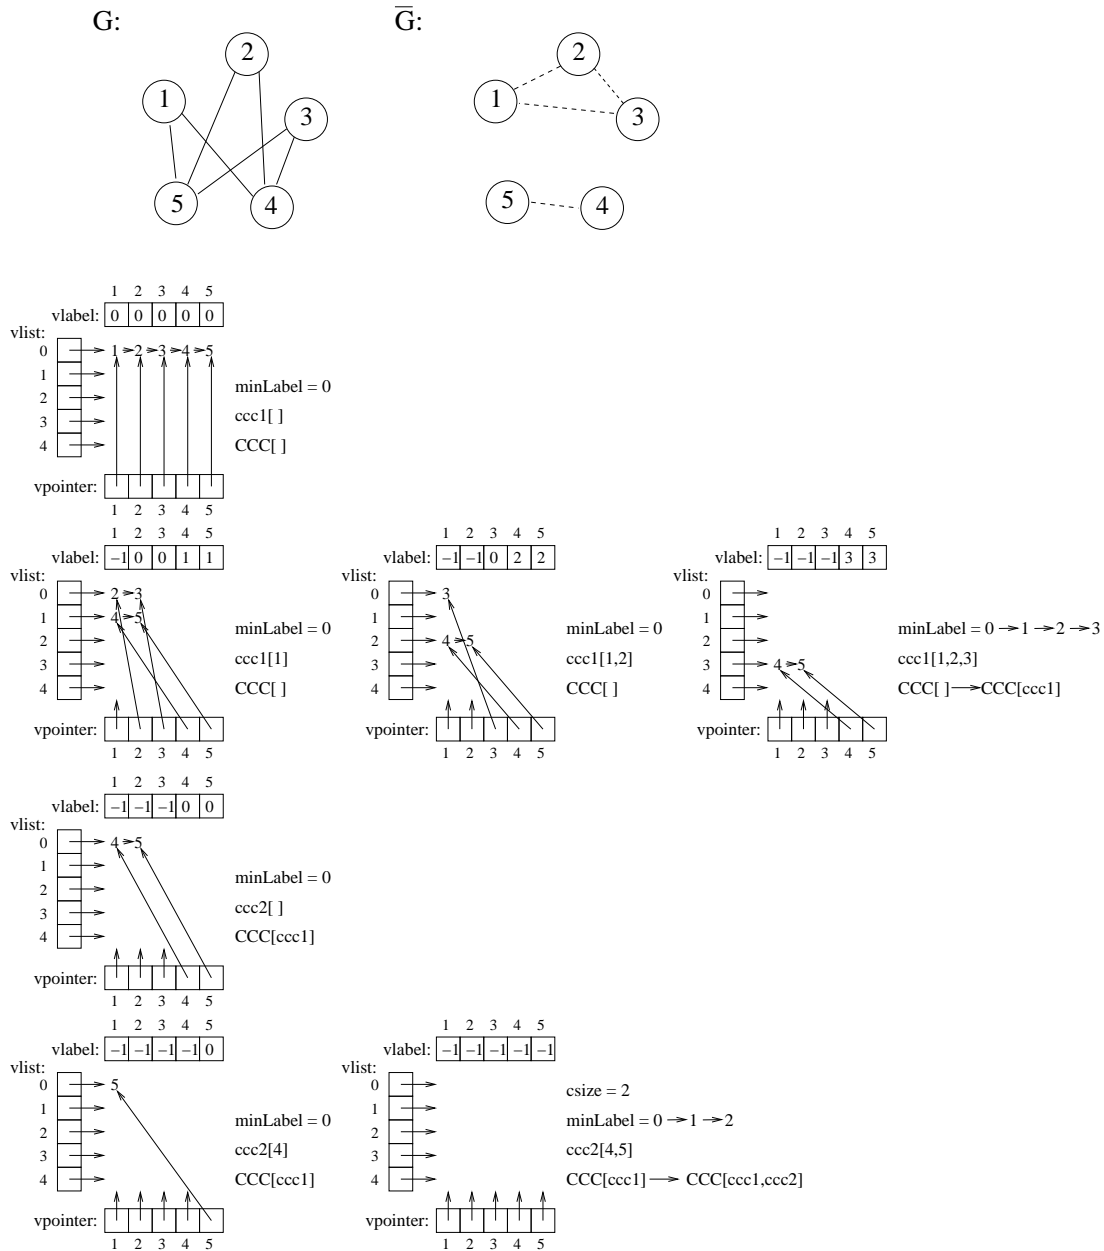 G:
G̅:
2
1
3
5
4
2
1
3
5
4
1 2 3 4 5
vlabel: 0 0 0 0 0
vlist:
0 1 2 3 4 5
1
2
3
4
minLabel = 0
ccc1[ ]
CCC[ ]
vpointer:
1 2 3 4 5
1 2 3 4 5
vlabel: −1 0 0 1 1
vlist:
0 2 3
1 4 5
2
3
4
minLabel = 0
ccc1[1]
CCC[ ]
vpointer:
1 2 3 4 5
1 2 3 4 5
vlabel: −1 −1 0 2 2
vlist:
0 3
1
2 4 5
3
4
minLabel = 0
ccc1[1,2]
CCC[ ]
vpointer:
1 2 3 4 5
1 2 3 4 5
vlabel: −1 −1 −1 3 3
vlist:
0
1
2
3 4 5
4
minLabel = 0 → 1 → 2 → 3
ccc1[1,2,3]
CCC[ ] → CCC[ccc1]
vpointer:
1 2 3 4 5
1 2 3 4 5
vlabel: −1 −1 −1 0 0
vlist:
0 4 5
1
2
3
4
minLabel = 0
ccc2[ ]
CCC[ccc1]
vpointer:
1 2 3 4 5
1 2 3 4 5
vlabel: −1 −1 −1 −1 0
vlist:
0 5
1
2
3
4
minLabel = 0
ccc2[4]
CCC[ccc1]
vpointer:
1 2 3 4 5
1 2 3 4 5
vlabel: −1 −1 −1 −1 −1
vlist:
0
1
2
3
4
csize = 2
minLabel = 0 → 1 → 2
ccc2[4,5]
CCC[ccc1] → CCC[ccc1,ccc2]
vpointer:
1 2 3 4 5